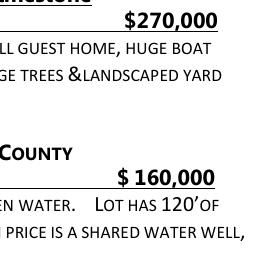 $270,000
LL GUEST HOME, HUGE BOAT
GE TREES &LANDSCAPED YARD
COUNTY
$ 160,000
EN WATER. LOT HAS 120'OF
PRICE IS A SHARED WATER WELL,